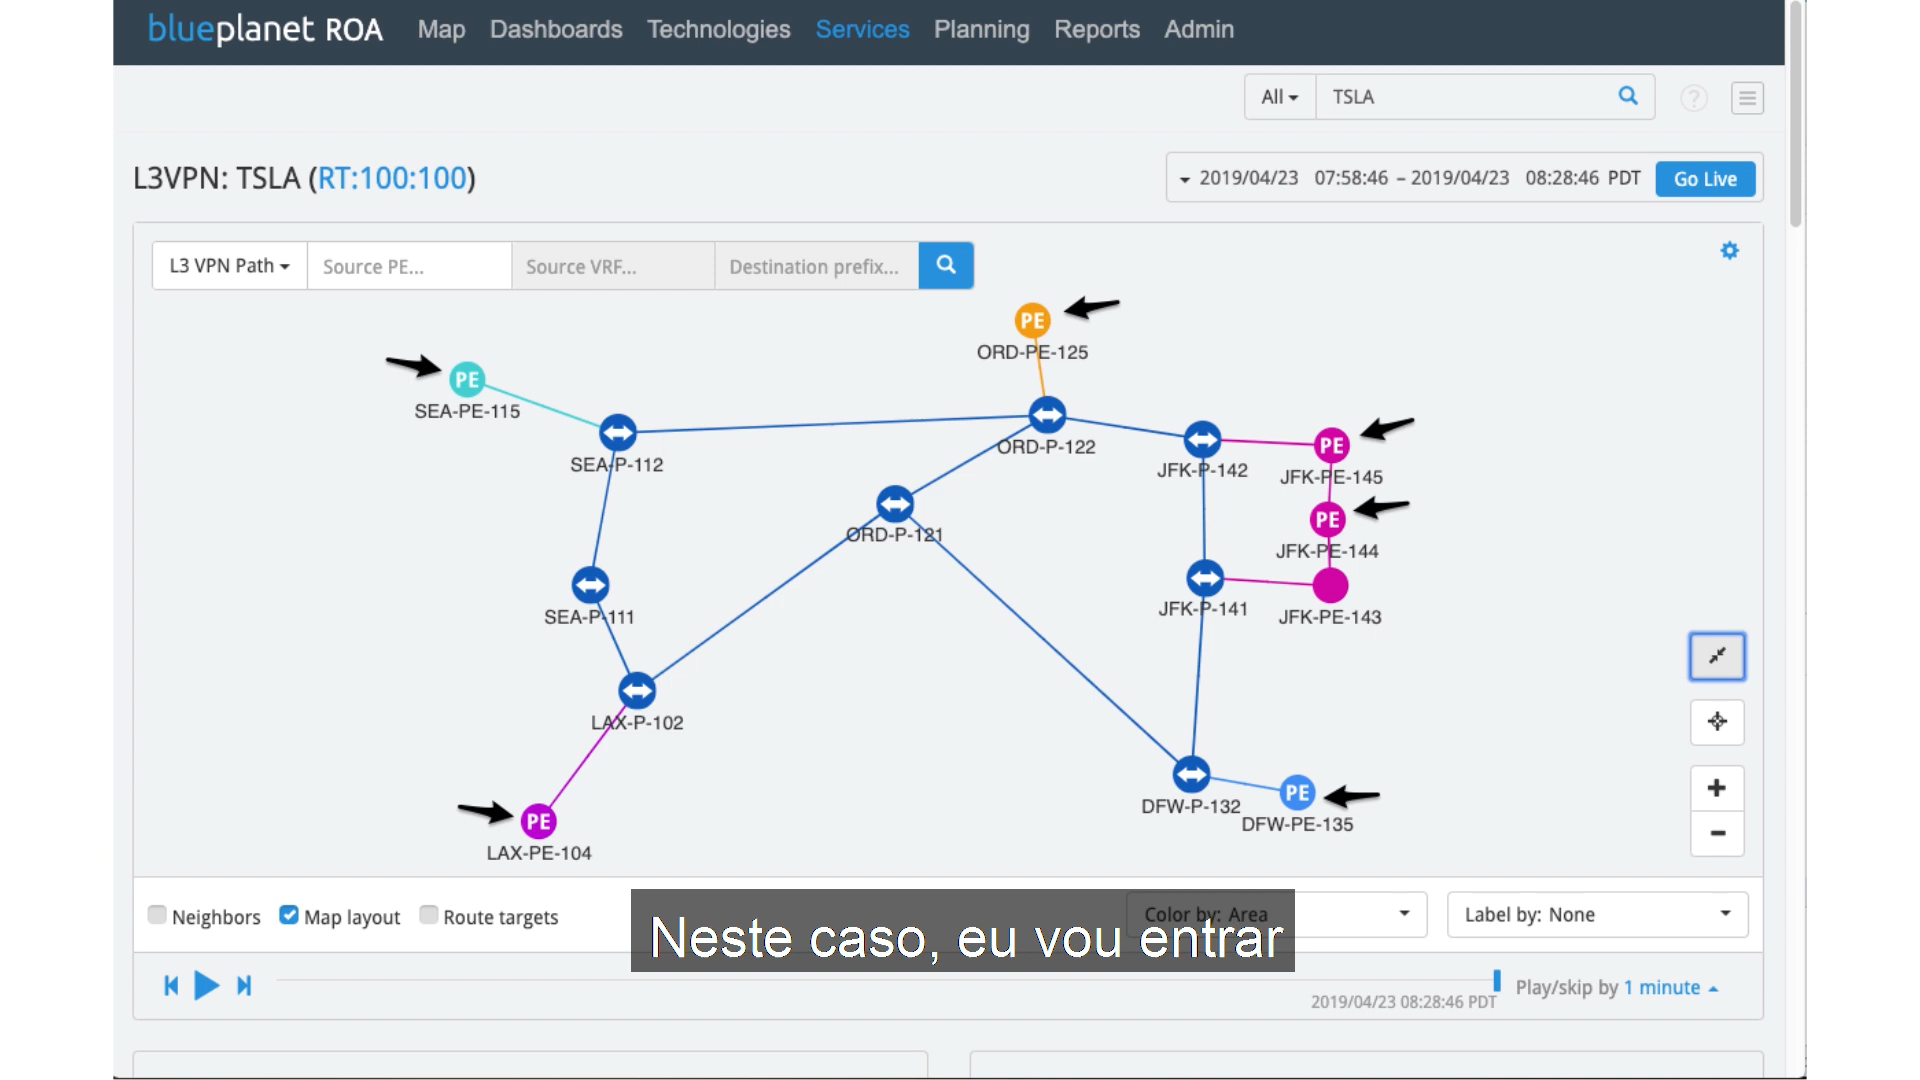 blueplanet ROA Map Dashboards Technologies Services Planning Reports Admin
All TSLA
?
L3VPN: TSLA (RT:100:100)
2019/04/23 07:58:46 – 2019/04/23 08:28:46 PDT Go Live
L3 VPN Path Source PE... Source VRF... Destination prefix...
PE
ORD-PE-125
PE
SEA-PE-115
SEA-P-112
ORD-P-122
JFK-P-142
PE
JFK-PE-145
PE
JFK-PE-144
ORD-P-121
SEA-P-111
JFK-P-141
JFK-PE-143
LAX-P-102
DFW-P-132
PE
DFW-PE-135
PE
LAX-PE-104
Neighbors Map layout Route targets Color by: Area Label by: None
Neste caso, eu vou entrar
2019/04/23 08:28:46 PDT Play/skip by 1 minute